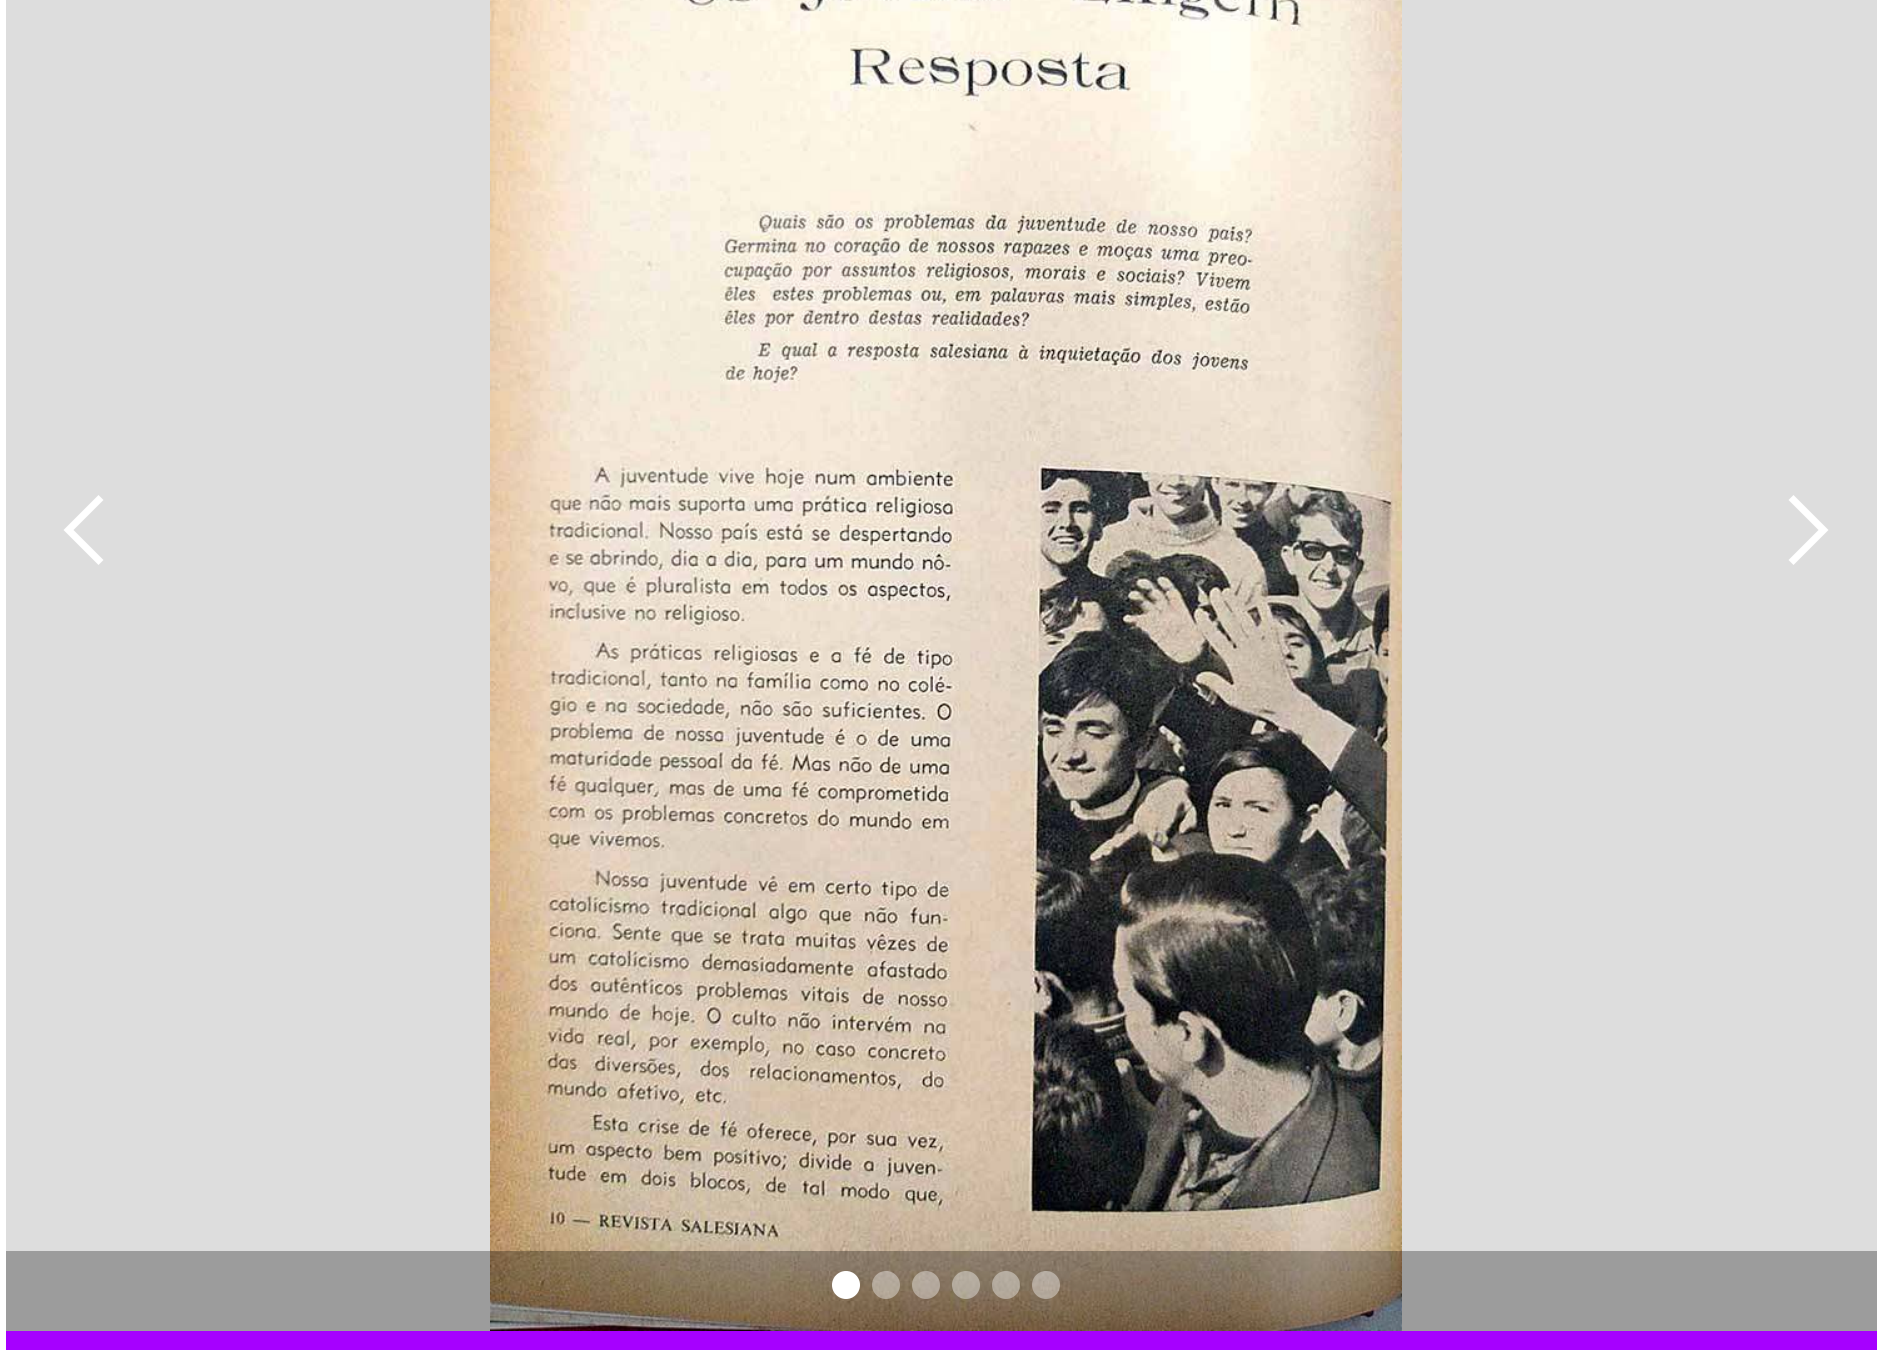 Resposta
Quais são os problemas da juventude de nosso país?
Germina no coração de nossos rapazes e moças uma preo-
cupação por assuntos religiosos, morais e sociais? Vivem
êles estes problemas ou, em palavras mais simples, estão
êles por dentro destas realidades?
E qual a resposta salesiana à inquietação dos jovens
de hoje?
A juventude vive hoje num ambiente
que não mais suporta uma prática religiosa
tradicional. Nosso país está se despertando
e se abrindo, dia a dia, para um mundo nô-
vo, que é pluralista em todos os aspectos,
inclusive no religioso.
As práticas religiosas e a fé de tipo
tradicional, tanto na família como no colé-
gio e na sociedade, não são suficientes. O
problema de nossa juventude é o de uma
maturidade pessoal da fé. Mas não de uma
fé qualquer, mas de uma fé comprometida
com os problemas concretos do mundo em
que vivemos.
Nossa juventude vê em certo tipo de
catolicismo tradicional algo que não fun-
ciona. Sente que se trata muitas vêzes de
um catolicismo demasiadamente afastado
dos autênticos problemas vitais de nosso
mundo de hoje. O culto não intervém na
vida real, por exemplo, no caso concreto
das diversões, dos relacionamentos, do
mundo afetivo, etc.
Esta crise de fé oferece, por sua vez,
um aspecto bem positivo; divide a juven-
tude em dois blocos, de tal modo que,
10 — REVISTA SALESIANA